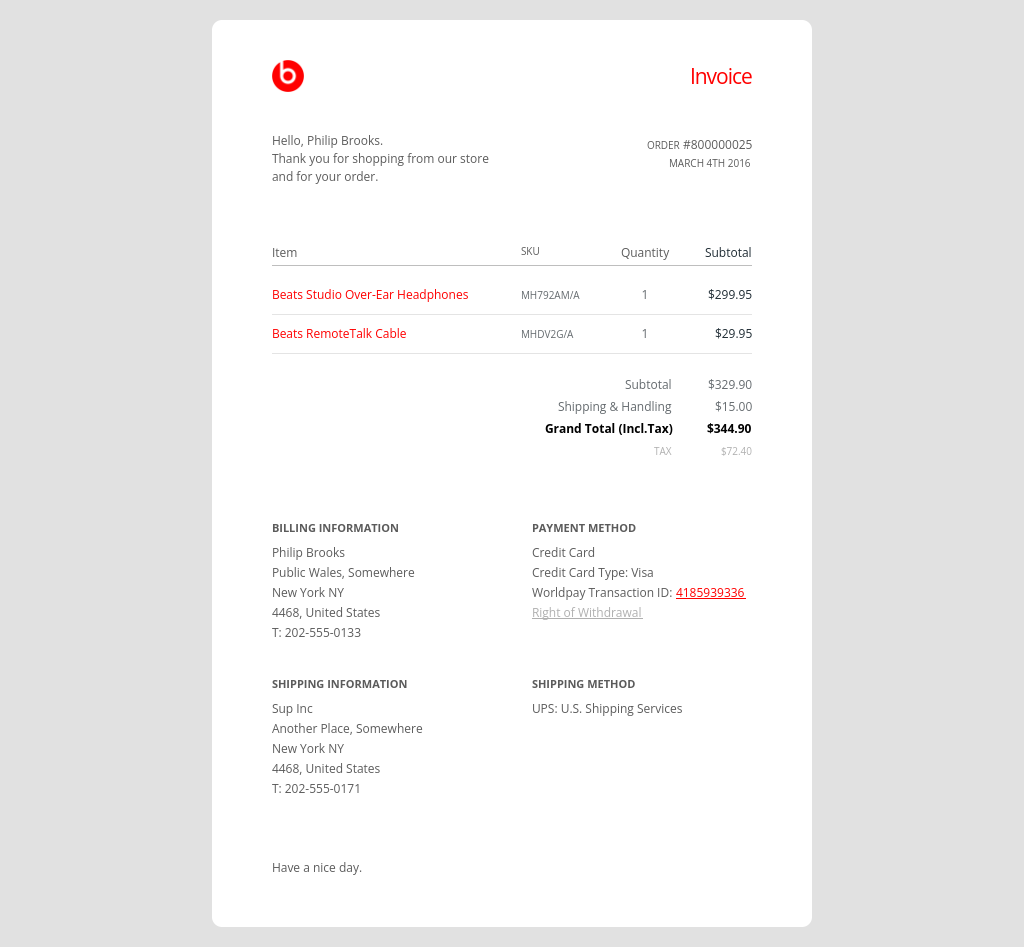 b
Invoice
Hello, Philip Brooks.
Thank you for shopping from our store
and for your order.
ORDER #800000025
MARCH 4TH 2016
Item SKU Quantity Subtotal
Beats Studio Over-Ear Headphones MH792AM/A 1 $299.95
Beats RemoteTalk Cable MHDV2G/A 1 $29.95
Subtotal $329.90
Shipping & Handling $15.00
Grand Total (Incl.Tax) $344.90
TAX $72.40
BILLING INFORMATION
Philip Brooks
Public Wales, Somewhere
New York NY
4468, United States
T: 202-555-0133
PAYMENT METHOD
Credit Card
Credit Card Type: Visa
Worldpay Transaction ID: 4185939336
Right of Withdrawal
SHIPPING INFORMATION
Sup Inc
Another Place, Somewhere
New York NY
4468, United States
T: 202-555-0171
SHIPPING METHOD
UPS: U.S. Shipping Services
Have a nice day.